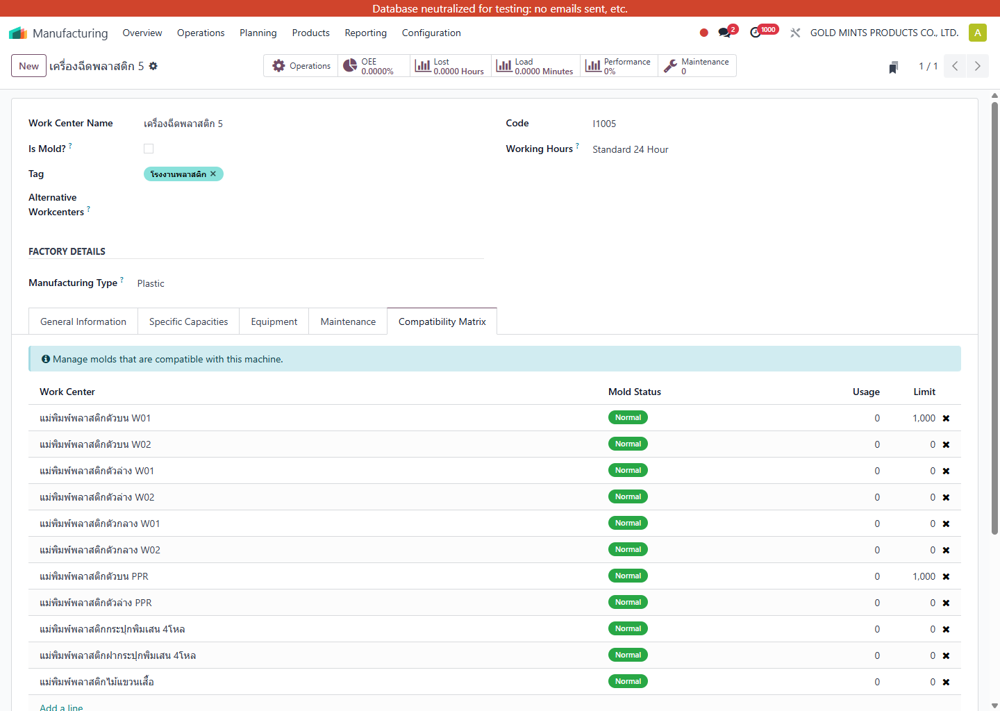 Database neutralized for testing: no emails sent, etc.
Manufacturing Overview Operations Planning Products Reporting Configuration 2 1000 GOLD MINTS PRODUCTS CO., LTD. A
New เครื่องฉีดพลาสติก 5 Operations OEE 0.0000% Lost 0.0000 Hours Load 0.0000 Minutes Performance 0% Maintenance 0 1 / 1
Work Center Name เครื่องฉีดพลาสติก 5 Code I1005
Is Mold? ? Working Hours ? Standard 24 Hour
Tag โรงงานพลาสติก
Alternative
Workcenters ?
FACTORY DETAILS
Manufacturing Type ? Plastic
General Information Specific Capacities Equipment Maintenance Compatibility Matrix
Manage molds that are compatible with this machine.
Work Center Mold Status Usage Limit
แม่พิมพ์พลาสติกตัวบน W01 Normal 0 1,000
แม่พิมพ์พลาสติกตัวบน W02 Normal 0 0
แม่พิมพ์พลาสติกตัวล่าง W01 Normal 0 0
แม่พิมพ์พลาสติกตัวล่าง W02 Normal 0 0
แม่พิมพ์พลาสติกตัวกลาง W01 Normal 0 0
แม่พิมพ์พลาสติกตัวกลาง W02 Normal 0 0
แม่พิมพ์พลาสติกตัวบน PPR Normal 0 1,000
แม่พิมพ์พลาสติกตัวล่าง PPR Normal 0 0
แม่พิมพ์พลาสติกกระปุกพิมเสน 4โหล Normal 0 0
แม่พิมพ์พลาสติกฝากระปุกพิมเสน 4โหล Normal 0 0
แม่พิมพ์พลาสติกไม้แขวนเสื้อ Normal 0 0
Add a line